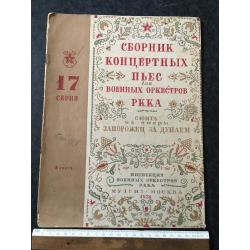 17
СЕРИЯ
СБОРНИК
КОНЦЕРТНЫХ
ПЬЕС для
ВОЕННЫХ ОРКЕСТРОВ
РККА
СЮИТА
из оперы
ЗАПОРОЖЕЦ ЗА ДУНАЕМ
ИНСПЕКЦИЯ
ВОЕННЫХ ОРКЕСТРОВ
РККА
МУЗГИЗ • МОСКВА